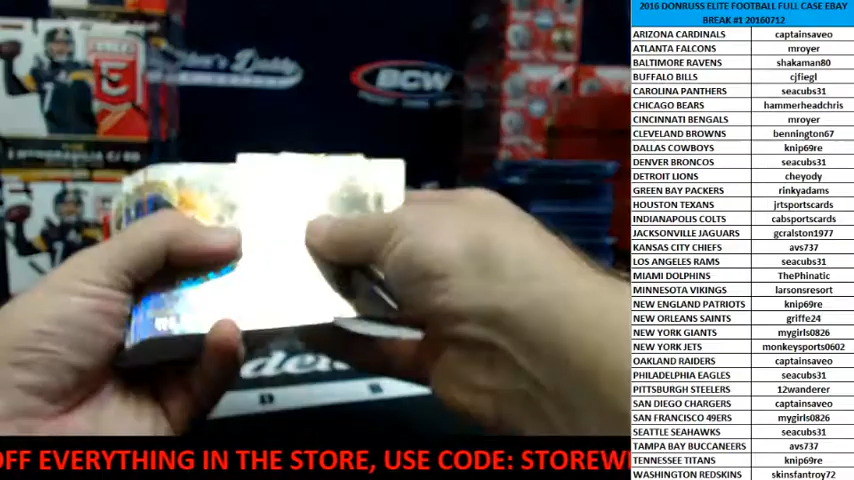 2016 DONRUSS ELITE FOOTBALL FULL CASE EBAY
BREAK #1 20160712
ARIZONA CARDINALS captainsaveo
ATLANTA FALCONS mroyer
BALTIMORE RAVENS shakaman80
BUFFALO BILLS cjfiegl
CAROLINA PANTHERS seacubs31
CHICAGO BEARS hammerheadchris
CINCINNATI BENGALS mroyer
CLEVELAND BROWNS bennington67
DALLAS COWBOYS knip69re
DENVER BRONCOS seacubs31
DETROIT LIONS cheyody
GREEN BAY PACKERS rinkyadams
HOUSTON TEXANS jrtsportscards
INDIANAPOLIS COLTS cabsportscards
JACKSONVILLE JAGUARS gcralston1977
KANSAS CITY CHIEFS avs737
LOS ANGELES RAMS seacubs31
MIAMI DOLPHINS ThePhinatic
MINNESOTA VIKINGS larsonsresort
NEW ENGLAND PATRIOTS knip69re
NEW ORLEANS SAINTS griffe24
NEW YORK GIANTS mygirls0826
NEW YORK JETS monkeysports0602
OAKLAND RAIDERS captainsaveo
PHILADELPHIA EAGLES seacubs31
PITTSBURGH STEELERS 12wanderer
SAN DIEGO CHARGERS captainsaveo
SAN FRANCISCO 49ERS mygirls0826
SEATTLE SEAHAWKS seacubs31
TAMPA BAY BUCCANEERS avs737
TENNESSEE TITANS knip69re
WASHINGTON REDSKINS skinsfantroy72
BCW
ELITE
OFF EVERYTHING IN THE STORE, USE CODE: STOREW